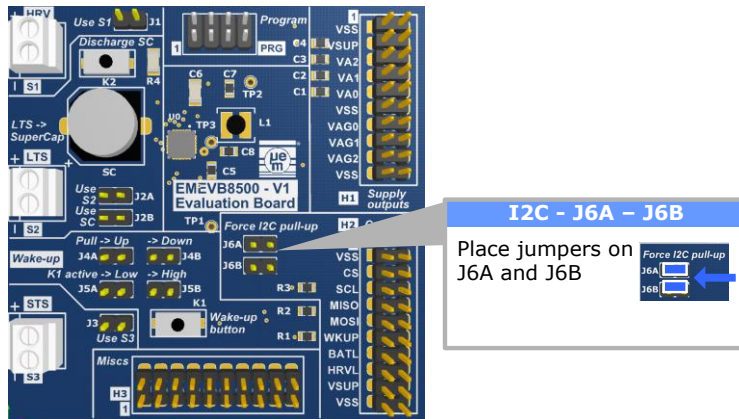 + HRV
Use S1
J1
Program
1
PRG
Discharge SC
K2
R4
- S1
C6
C7
TP2
C4
C3
C2
C1
1
VSS
VSUP
VA2
VA1
VA0
VSS
VAG0
VAG1
VAG2
VSS
H1
Supply
outputs
LTS ->
SuperCap
SC
U0
TP3
L1
C8
C5
μem
EMEVB8500 - V1
Evaluation Board
+ LTS
+
S2
Use
S2
J2A
Use
SC
J2B
TP1
Force I2C pull-up
J6A
J6B
H2
Pull -> Up
-> Down
J4A
J4B
Wake-up
K1 active -> Low
-> High
J5A
J5B
K1
Wake-up
button
R3
R2
R1
VSS
CS
SCL
MISO
MOSI
WKUP
BATL
HRVL
VSUP
VSS
+ STS
J3
Use S3
S3
Miscs
H3
1
I2C - J6A – J6B
Place jumpers on
J6A and J6B
Force I2C pull-up
J6A
J6B